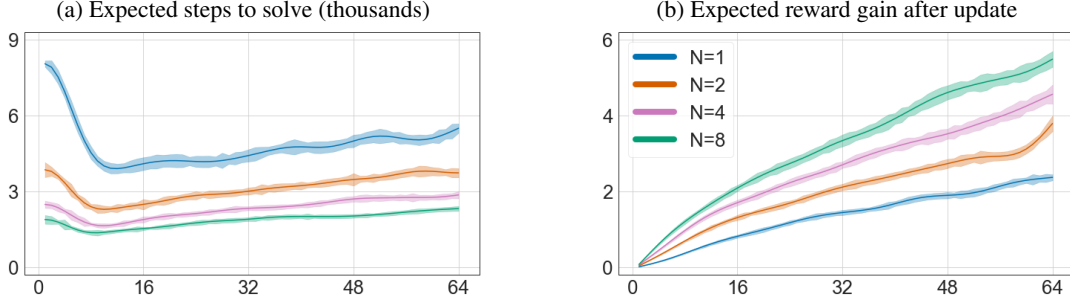 (a) Expected steps to solve (thousands)
9
6
3
0
0 16 32 48 64
(b) Expected reward gain after update
6
4
2
0
N=1
N=2
N=4
N=8
0 16 32 48 64